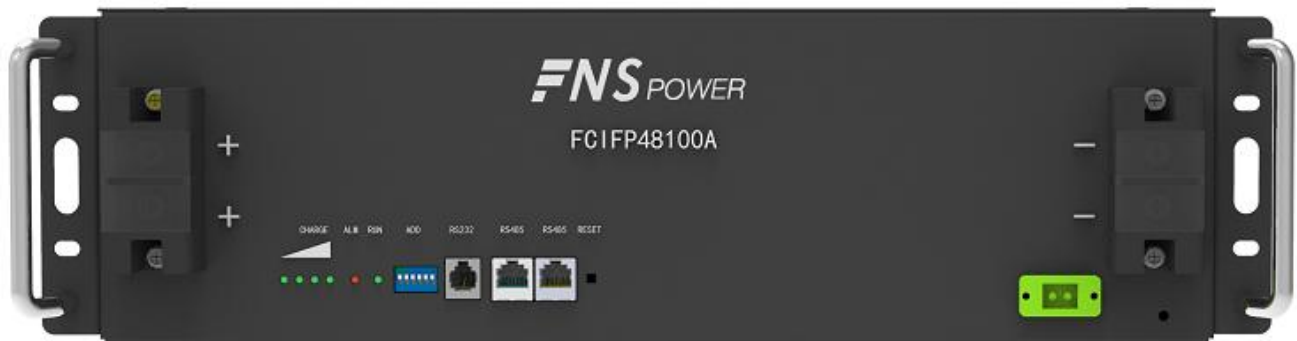 FNS POWER
FCIFP48100A
+ −
+ −
CHARGE ALM RUN ADD RS232 RS485 RS485 RESET